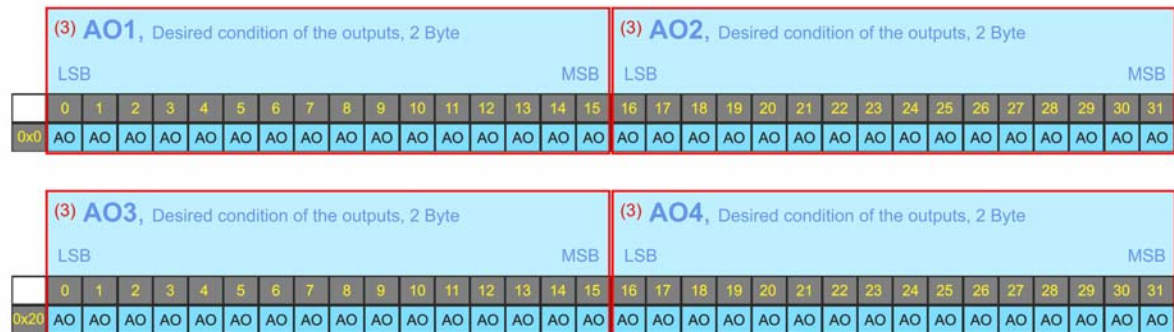 (3) AO1, Desired condition of the outputs, 2 Byte (3) AO2, Desired condition of the outputs, 2 Byte
LSB MSB LSB MSB
0 1 2 3 4 5 6 7 8 9 10 11 12 13 14 15 16 17 18 19 20 21 22 23 24 25 26 27 28 29 30 31
0x0 AO AO AO AO AO AO AO AO AO AO AO AO AO AO AO AO AO AO AO AO AO AO AO AO AO AO AO AO AO AO AO AO
(3) AO3, Desired condition of the outputs, 2 Byte (3) AO4, Desired condition of the outputs, 2 Byte
LSB MSB LSB MSB
0 1 2 3 4 5 6 7 8 9 10 11 12 13 14 15 16 17 18 19 20 21 22 23 24 25 26 27 28 29 30 31
0x20 AO AO AO AO AO AO AO AO AO AO AO AO AO AO AO AO AO AO AO AO AO AO AO AO AO AO AO AO AO AO AO AO